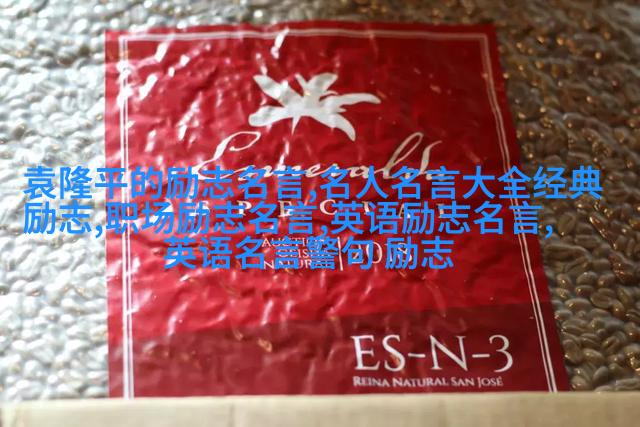 Esmeralda
袁隆平的励志名言,名人名言大全经典
励志,职场励志名言,英语励志名言,
英语名言警句 励志
ES-N-3
REINA NATURAL SAN JOSÉ